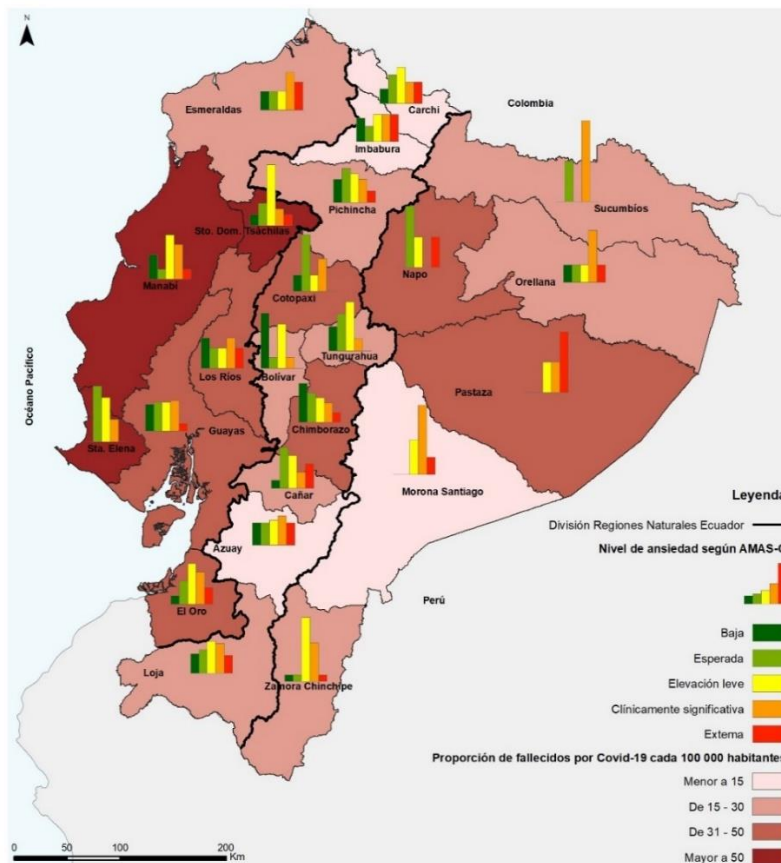 N
Esmeraldas
Carchi
Colombia
Imbabura
Pichincha
Sucumbíos
Sto. Dom. Tsáchilas
Manabí
Napo
Orellana
Cotopaxi
Océano Pacífico
Los Ríos
Bolívar
Tungurahua
Pastaza
Sta. Elena
Guayas
Chimborazo
Cañar
Morona Santiago
Azuay
El Oro
Perú
Loja
Zamora Chinchipe
Leyenda
División Regiones Naturales Ecuador
Nivel de ansiedad según AMAS-C
Baja
Esperada
Elevación leve
Clínicamente significativa
Externa
Proporción de fallecidos por Covid-19 cada 100 000 habitantes
Menor a 15
De 15 - 30
De 31 - 50
Mayor a 50
0 50 100 200
Km